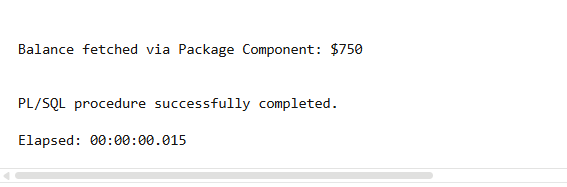 Balance fetched via Package Component: $750
PL/SQL procedure successfully completed.
Elapsed: 00:00:00.015